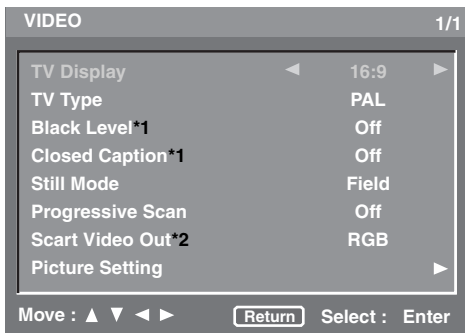 VIDEO 1/1
TV Display ◄ 16:9 ►
TV Type PAL
Black Level*1 Off
Closed Caption*1 Off
Still Mode Field
Progressive Scan Off
Scart Video Out*2 RGB
Picture Setting ►
Move : ▲ ▼ ◄ ► Return Select : Enter